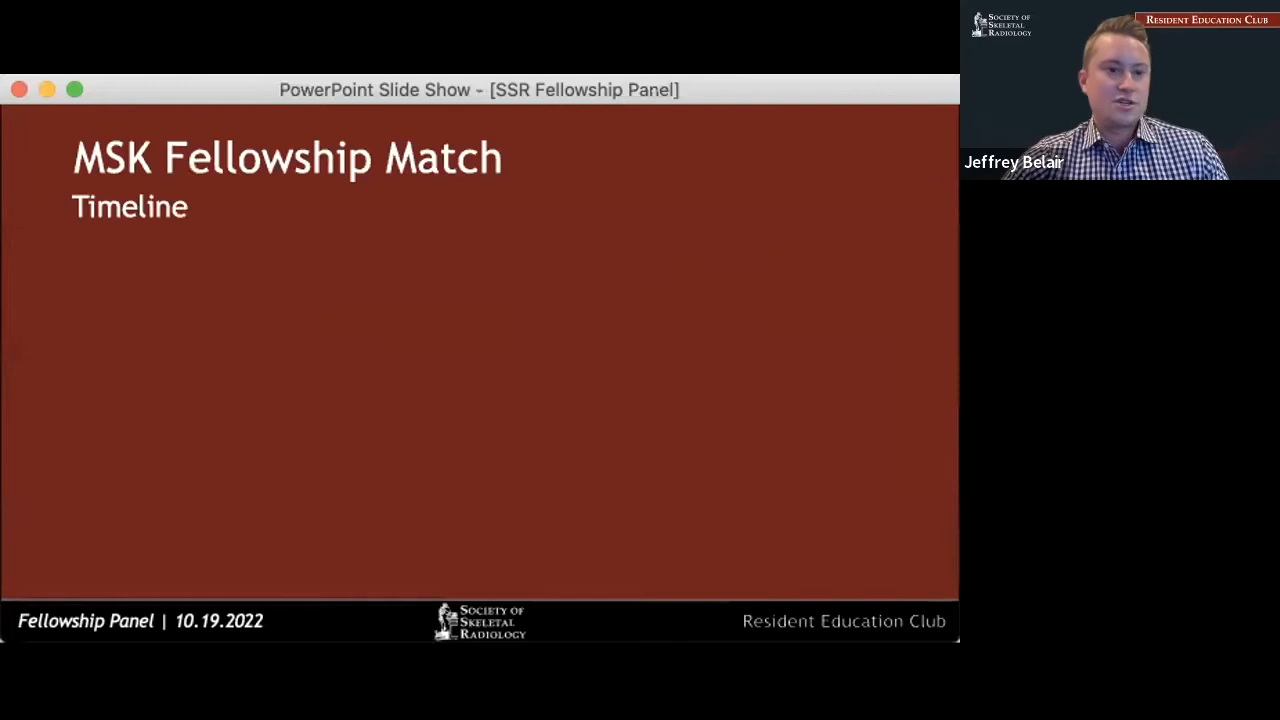 PowerPoint Slide Show - [SSR Fellowship Panel]
MSK Fellowship Match
Timeline
Fellowship Panel | 10.19.2022
SOCIETY OF
SKELETAL
RADIOLOGY
Resident Education Club
SOCIETY OF
SKELETAL
RADIOLOGY
RESIDENT EDUCATION CLUB
Jeffrey Belair